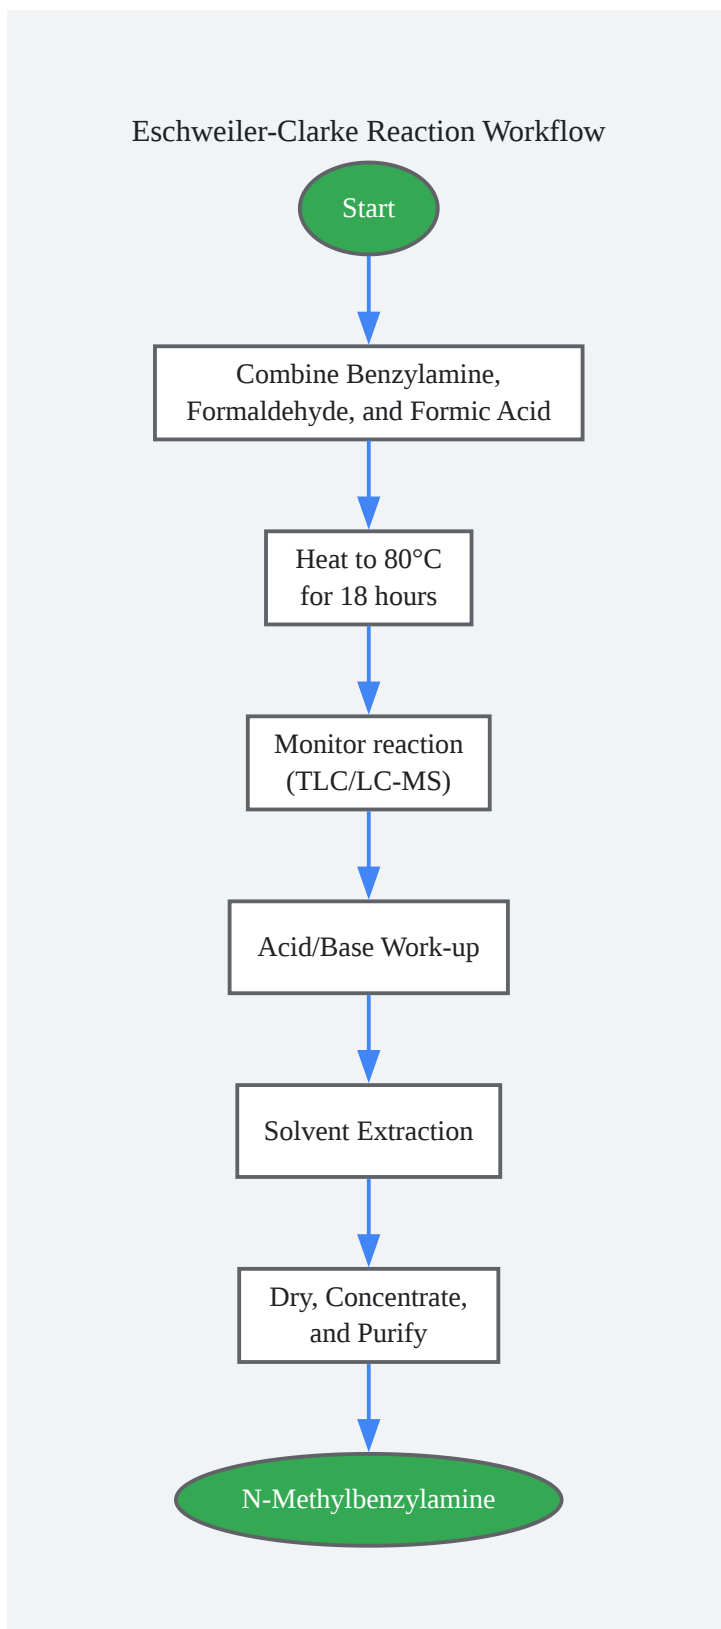 Eschweiler-Clarke Reaction Workflow
Start
Combine Benzylamine,
Formaldehyde, and Formic Acid
Heat to 80°C
for 18 hours
Monitor reaction
(TLC/LC-MS)
Acid/Base Work-up
Solvent Extraction
Dry, Concentrate,
and Purify
N-Methylbenzylamine